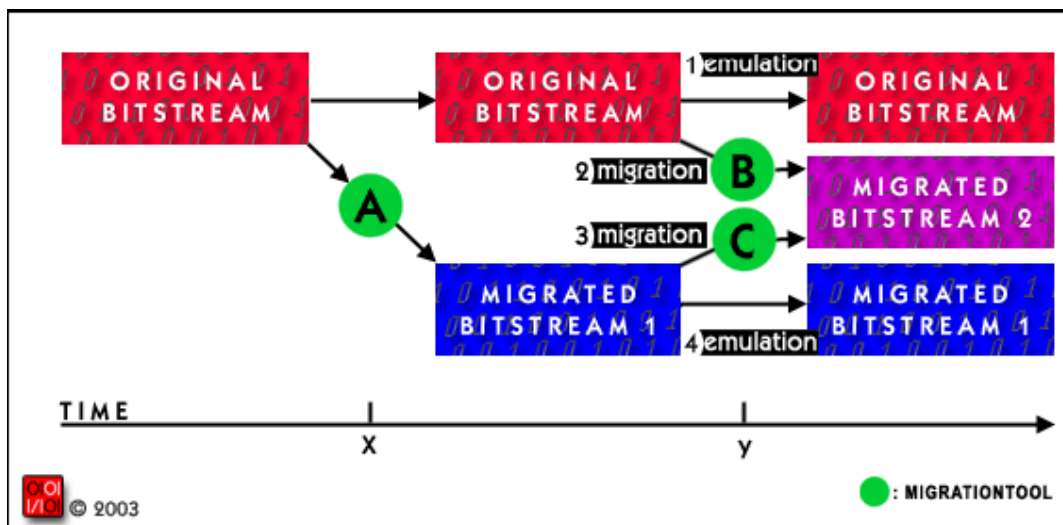 ORIGINAL
BITSTREAM
ORIGINAL
BITSTREAM
1) emulation
ORIGINAL
BITSTREAM
2) migration
B
MIGRATED
BITSTREAM 2
A
3) migration
C
MIGRATED
BITSTREAM 1
4) emulation
MIGRATED
BITSTREAM 1
TIME
x
y
© 2003
: MIGRATIONTOOL